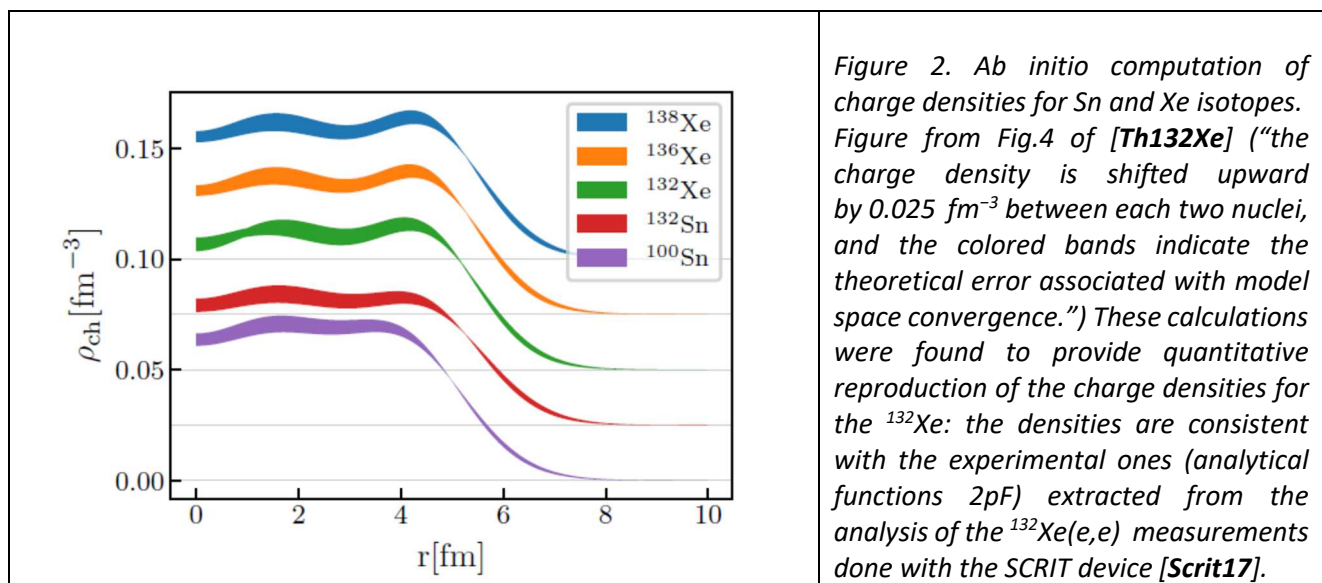 0.15
0.10
0.05
0.00
ρch[fm⁻³]
¹³⁸Xe
¹³⁶Xe
¹³²Xe
¹³²Sn
¹⁰⁰Sn
0 2 4 6 8 10
r[fm]
Figure 2. Ab initio computation of
charge densities for Sn and Xe isotopes.
Figure from Fig.4 of [Th132Xe] (“the
charge density is shifted upward
by 0.025 fm⁻³ between each two nuclei,
and the colored bands indicate the
theoretical error associated with model
space convergence.”) These calculations
were found to provide quantitative
reproduction of the charge densities for
the ¹³²Xe: the densities are consistent
with the experimental ones (analytical
functions 2pF) extracted from the
analysis of the ¹³²Xe(e,e) measurements
done with the SCRIT device [Scrit17].